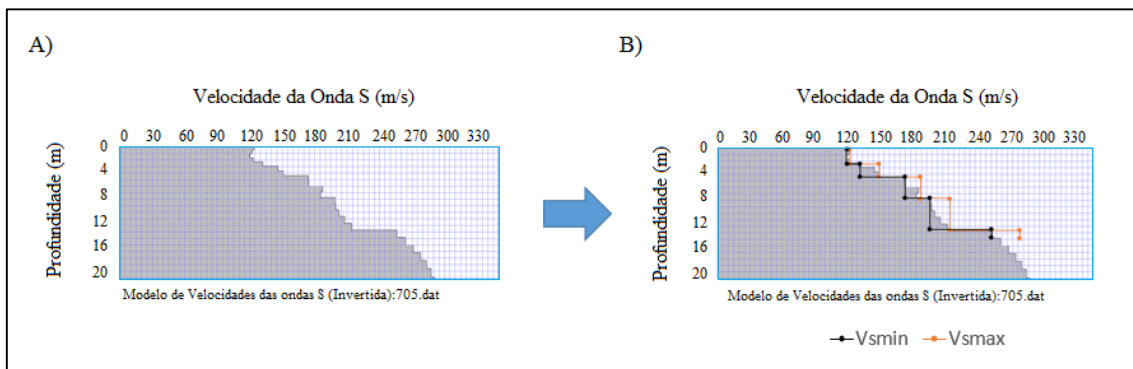 A)
Velocidade da Onda S (m/s)
0 30 60 90 120 150 180 210 240 270 300 330
Profundidade (m)
0
4
8
12
16
20
Modelo de Velocidades das ondas S (Invertida):705.dat
B)
Velocidade da Onda S (m/s)
0 30 60 90 120 150 180 210 240 270 300 330
Profundidade (m)
0
4
8
12
16
20
Modelo de Velocidades das ondas S (Invertida):705.dat
Vsmin Vsmax